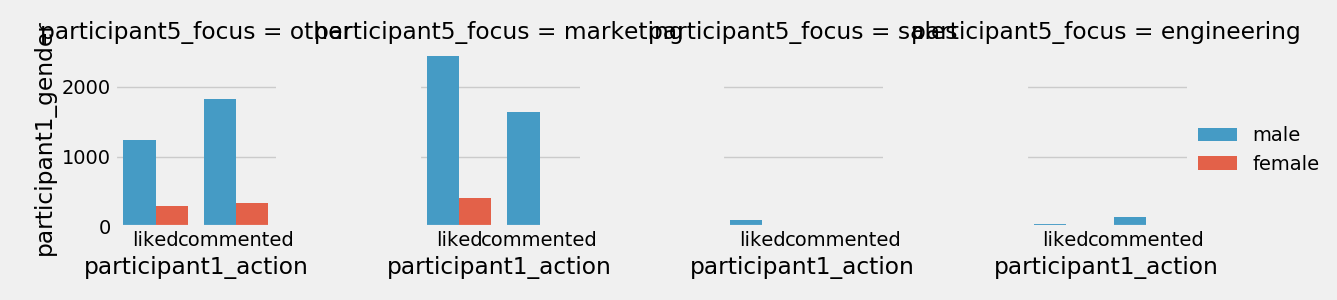 participant5_focus = other
participant5_focus = marketing
participant5_focus = sales
participant5_focus = engineering
participant1_gender
2000
1000
0
liked commented
liked commented
liked commented
liked commented
participant1_action
participant1_action
participant1_action
participant1_action
male
female